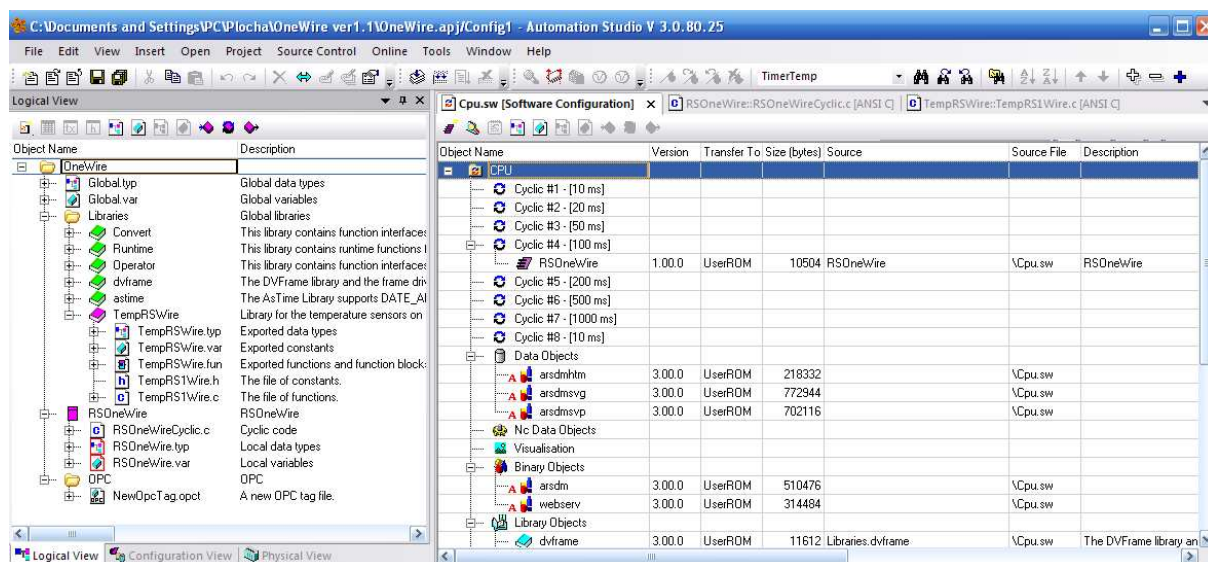 C:\Documents and Settings\PC\Plocha\OneWire ver1.1\OneWire.apj/Config1 - Automation Studio V 3.0.80.25
File Edit View Insert Open Project Source Control Online Tools Window Help
TimerTemp
Logical View
Cpu.sw [Software Configuration] RSOneWire::RSOneWireCyclic.c [ANSI C] TempRSWire::TempRS1Wire.c [ANSI C]
Object Name Description
OneWire
Global.typ Global data types
Global.var Global variables
Libraries Global libraries
Convert This library contains function interfaces
Runtime This library contains runtime functions
Operator This library contains function interfaces
dvframe The DVFrame library and the frame driv
astime The AsTime Library supports DATE_A
TempRSWire Library for the temperature sensors on
TempRSWire.typ Exported data types
TempRSWire.var Exported constants
TempRSWire.fun Exported functions and function block
TempRS1Wire.h The file of constants.
TempRS1Wire.c The file of functions.
RSOneWire RSOneWire
RSOneWireCyclic.c Cyclic code
RSOneWire.typ Local data types
RSOneWire.var Local variables
OPC OPC
NewOpcTag.opct A new OPC tag file.
Logical View Configuration View Physical View
Object Name Version Transfer To Size (bytes) Source Source File Description
CPU
Cyclic #1 - [10 ms]
Cyclic #2 - [20 ms]
Cyclic #3 - [50 ms]
Cyclic #4 - [100 ms]
RSOneWire 1.00.0 UserROM 10504 RSOneWire \Cpu.sw RSOneWire
Cyclic #5 - [200 ms]
Cyclic #6 - [500 ms]
Cyclic #7 - [1000 ms]
Cyclic #8 - [10 ms]
Data Objects
arsdmhtm 3.00.0 UserROM 218332 \Cpu.sw
arsdmsvg 3.00.0 UserROM 772944 \Cpu.sw
arsdmsvp 3.00.0 UserROM 702116 \Cpu.sw
Nc Data Objects
Visualisation
Binary Objects
arsdm 3.00.0 UserROM 510476 \Cpu.sw
webserv 3.00.0 UserROM 314484 \Cpu.sw
Library Objects
dvframe 3.00.0 UserROM 11612 Libraries.dvframe \Cpu.sw The DVFrame library an